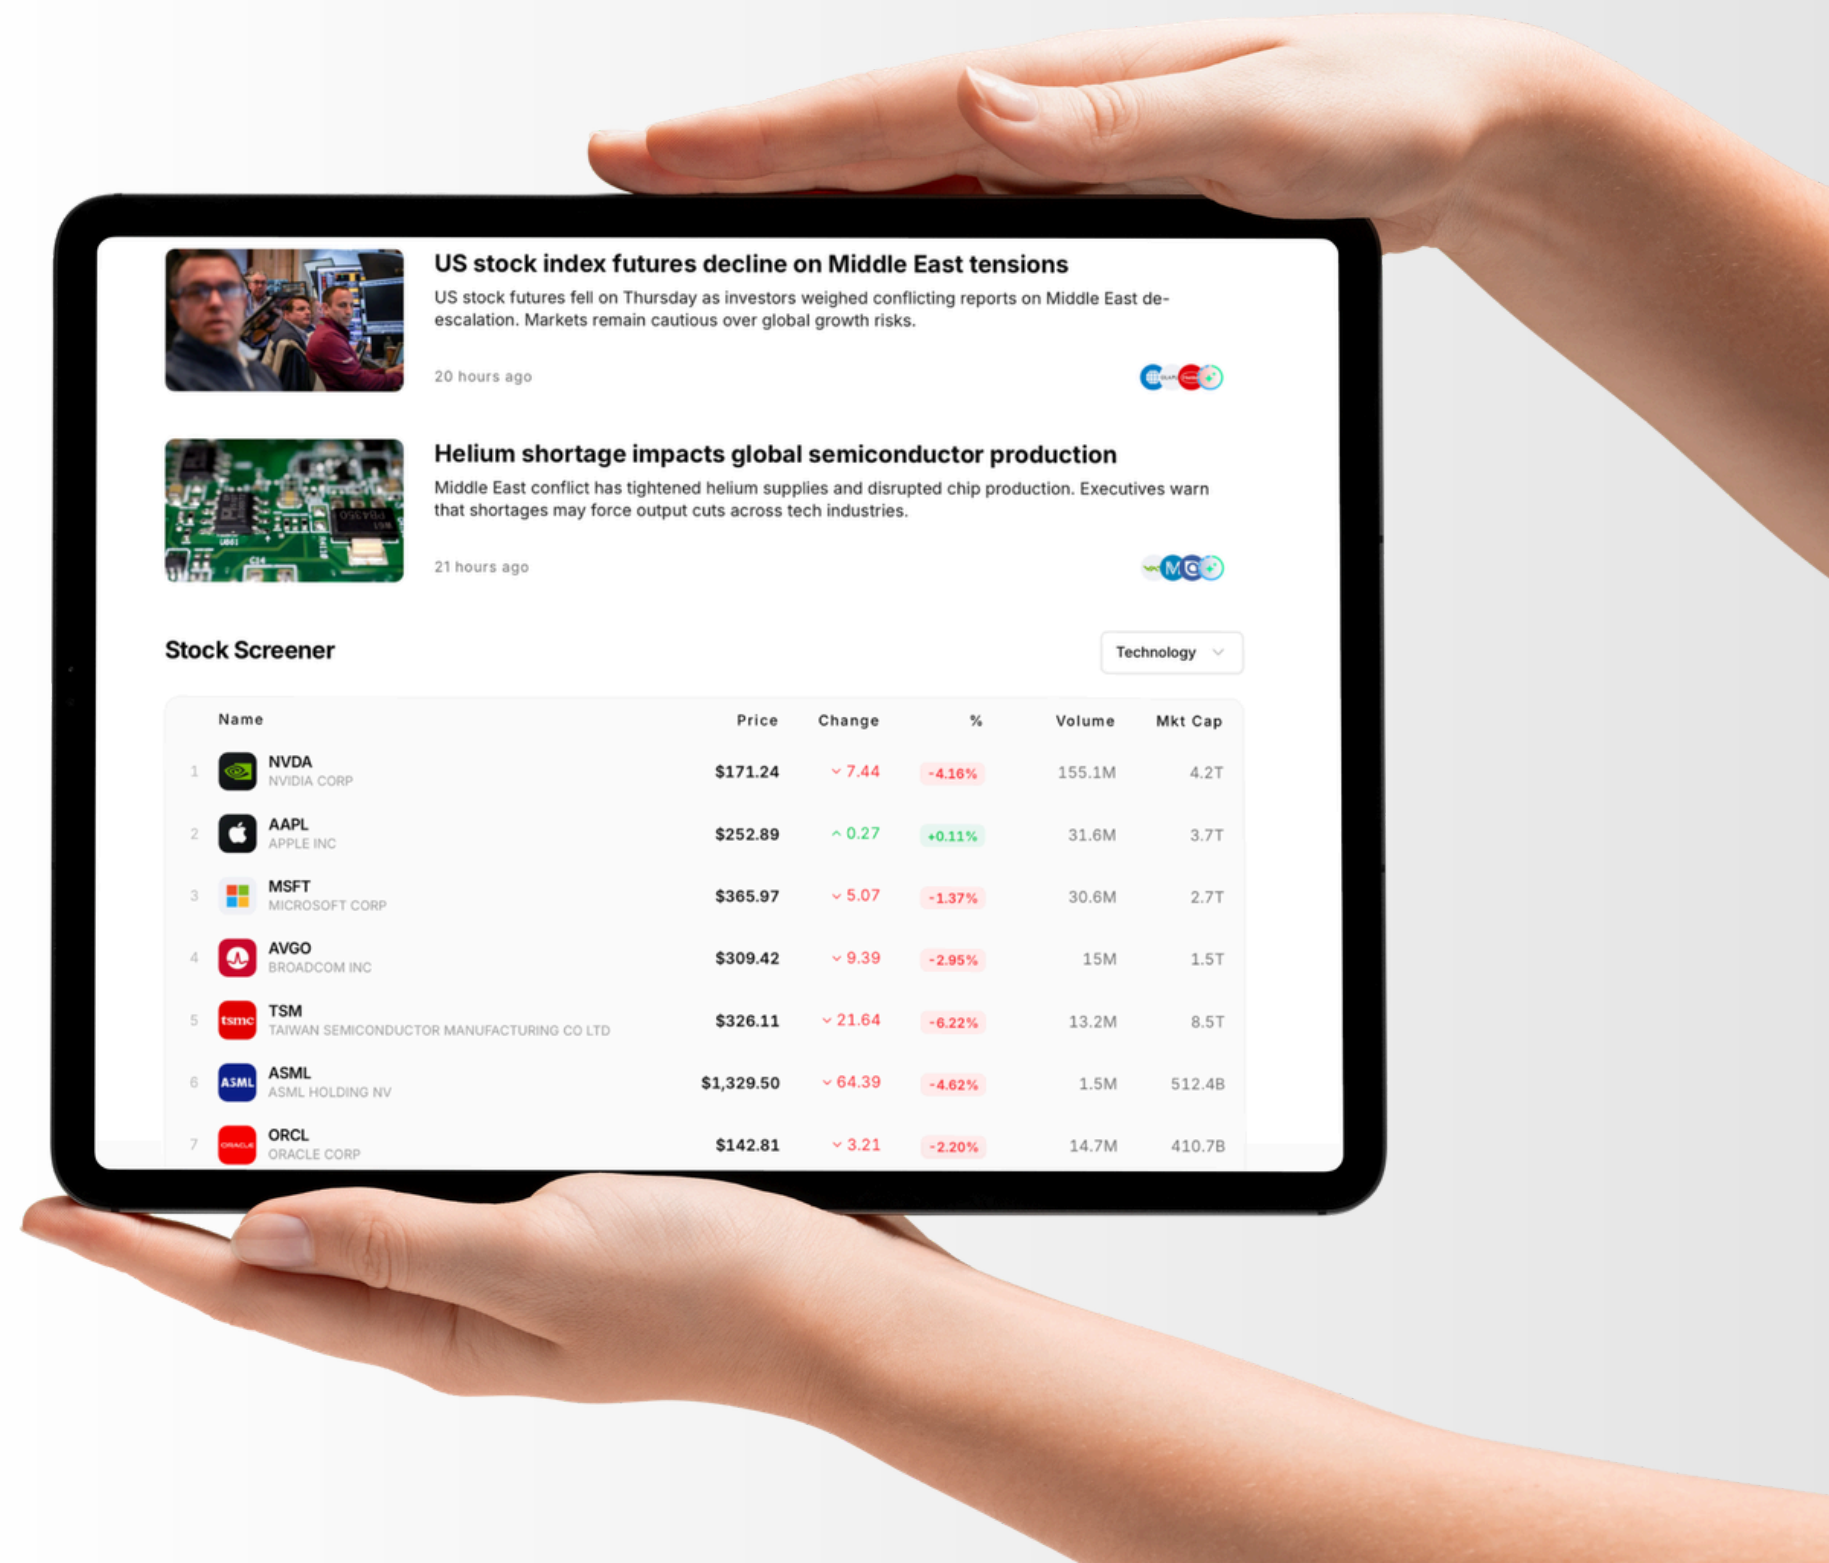 US stock index futures decline on Middle East tensions
US stock futures fell on Thursday as investors weighed conflicting reports on Middle East de-
escalation. Markets remain cautious over global growth risks.
20 hours ago
Helium shortage impacts global semiconductor production
Middle East conflict has tightened helium supplies and disrupted chip production. Executives warn
that shortages may force output cuts across tech industries.
21 hours ago
Stock Screener
Technology
Name Price Change % Volume Mkt Cap
1 NVDA $171.24 7.44 -4.16% 155.1M 4.2T
NVIDIA CORP
2 AAPL $252.89 0.27 +0.11% 31.6M 3.7T
APPLE INC
3 MSFT $365.97 5.07 -1.37% 30.6M 2.7T
MICROSOFT CORP
4 AVGO $309.42 9.39 -2.95% 15M 1.5T
BROADCOM INC
5 tsmc TSM $326.11 21.64 -6.22% 13.2M 8.5T
TAIWAN SEMICONDUCTOR MANUFACTURING CO LTD
6 ASML ASML $1,329.50 64.39 -4.62% 1.5M 512.4B
ASML HOLDING NV
7 ORACLE ORCL $142.81 3.21 -2.20% 14.7M 410.7B
ORACLE CORP